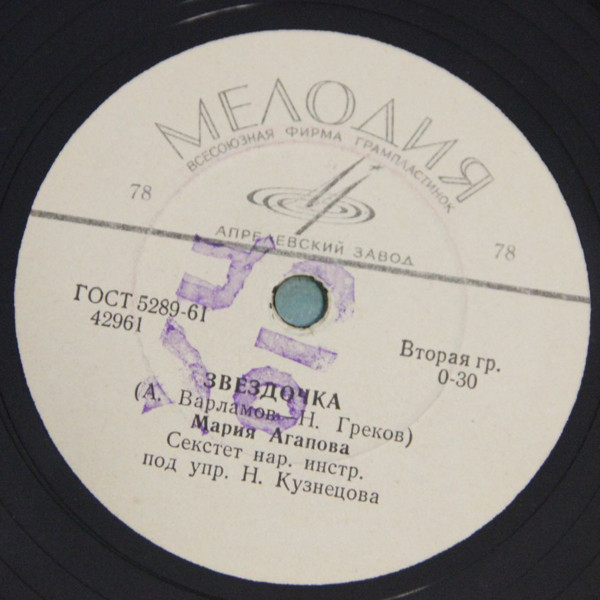 МЕЛОДИЯ
ВСЕСОЮЗНАЯ ФИРМА ГРАМПЛАСТИНОК
78
78
АПРЕЛЕВСКИЙ ЗАВОД
ГОСТ 5289-61
42961
Вторая гр.
0-30
ЗВЕЗДОЧКА
(А. Варламов—Н. Греков)
Мария Агапова
Секстет нар. инстр.
под упр. Н. Кузнецова